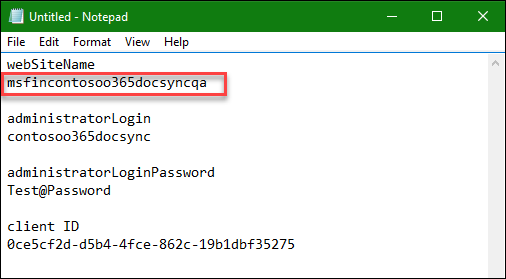 Untitled - Notepad
File Edit Format View Help
webSiteName
msfincontosoo365docsyncqa
administratorLogin
contosoo365docsync
administratorLoginPassword
Test@Password
client ID
0ce5cf2d-d5b4-4fce-862c-19b1dbf35275